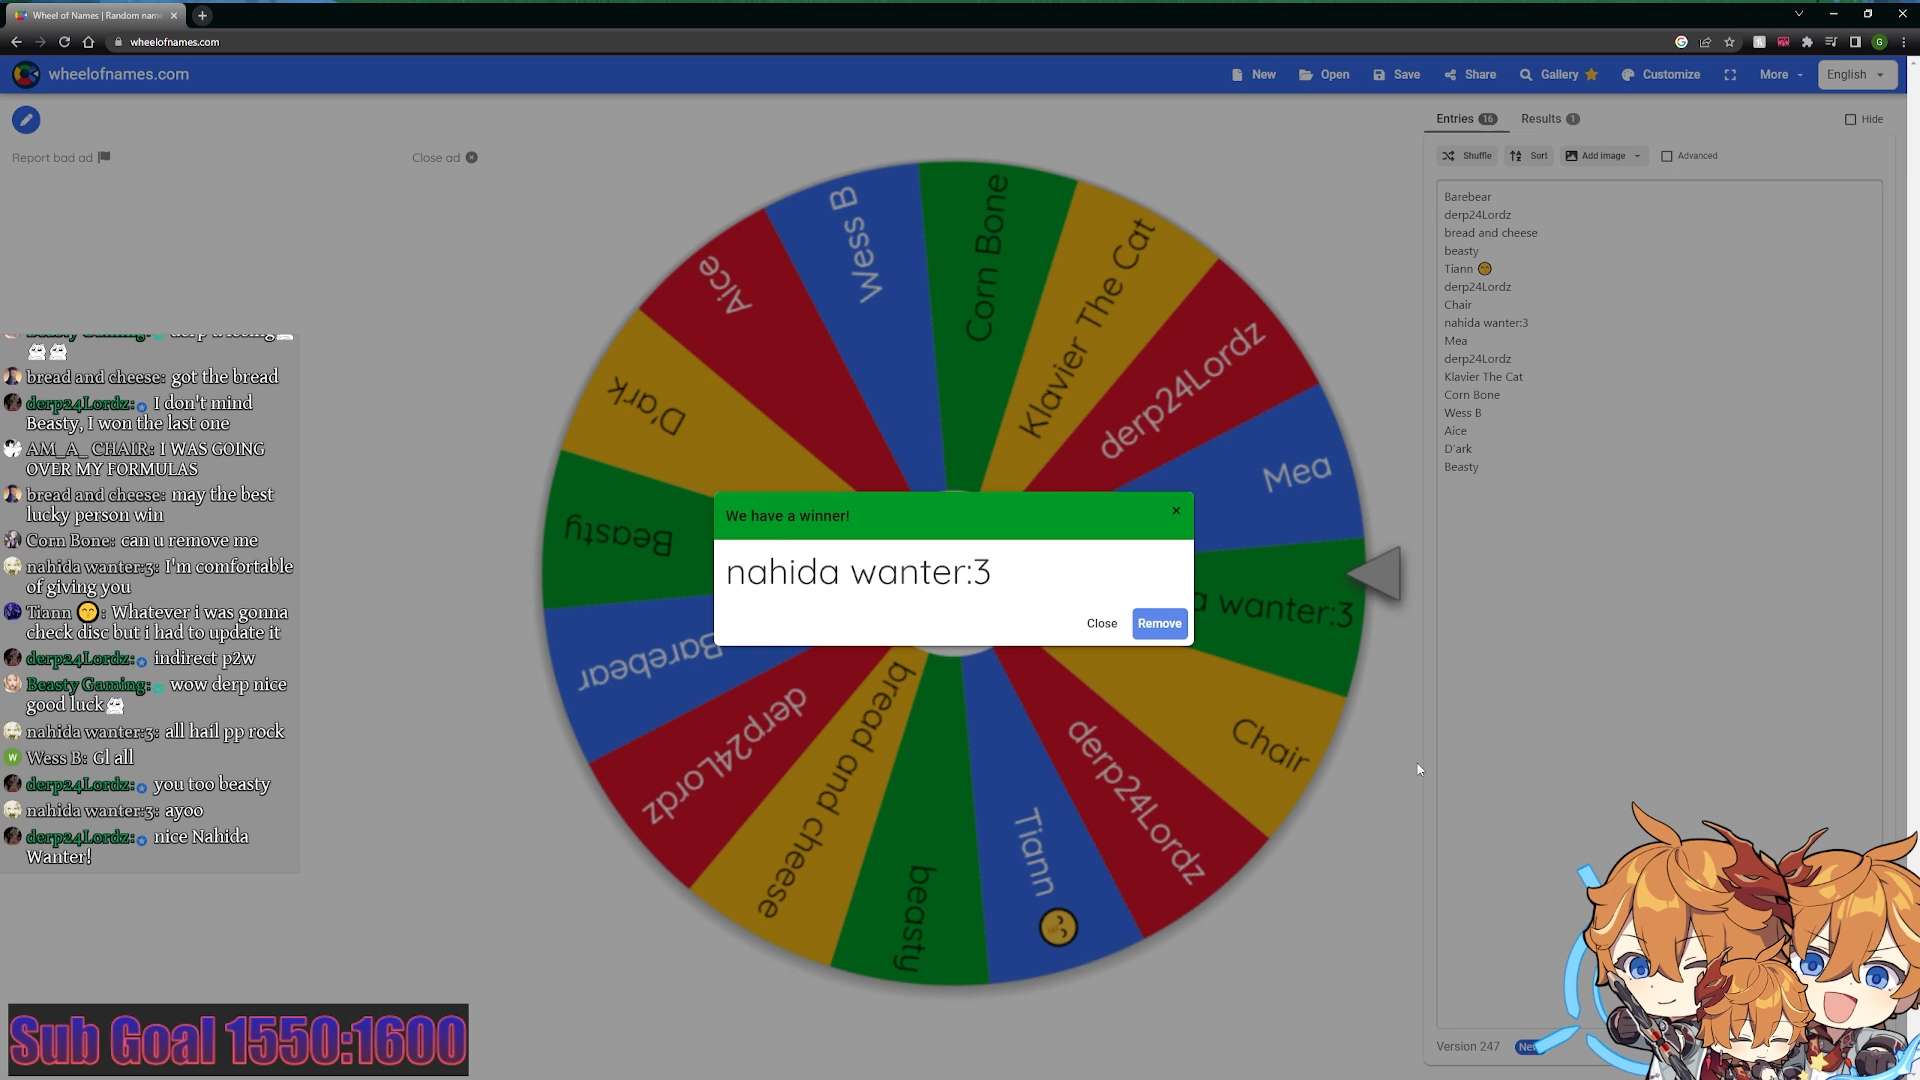 Wheel of Names | Random name
wheelofnames.com
wheelofnames.com
New
Open
Save
Share
Gallery
Customize
More
English
Report bad ad
Close ad
Entries 16
Results 1
Hide
Shuffle
Sort
Add image
Advanced
Barebear
derp24Lordz
bread and cheese
beasty
Tiann 😁
derp24Lordz
Chair
nahida wanter:3
Mea
derp24Lordz
Klavier The Cat
Corn Bone
Wess B
Aice
D'ark
Beasty
Version 247
bread and cheese: got the bread
derp24Lordz: I don't mind
Beasty, I won the last one
AM_A_ CHAIR: I WAS GOING
OVER MY FORMULAS
bread and cheese: may the best
lucky person win
Corn Bone: can u remove me
nahida wanter:3: I'm comfortable
of giving you
Tiann 😁: Whatever i was gonna
check disc but i had to update it
derp24Lordz: indirect p2w
Beasty Gaming: wow derp nice
good luck
nahida wanter:3: all hail pp rock
W Wess B: Gl all
derp24Lordz: you too beasty
nahida wanter:3: ayoo
derp24Lordz: nice Nahida
Wanter!
Wess B
Corn Bone
Klavier The Cat
derp24Lordz
Mea
wanter:3
Chair
derp24Lordz
Tiann
beasty
bread and cheese
derp24Lordz
Barebear
Beasty
D'ark
Aice
We have a winner!
nahida wanter:3
Close
Remove
Sub Goal 1550:1600